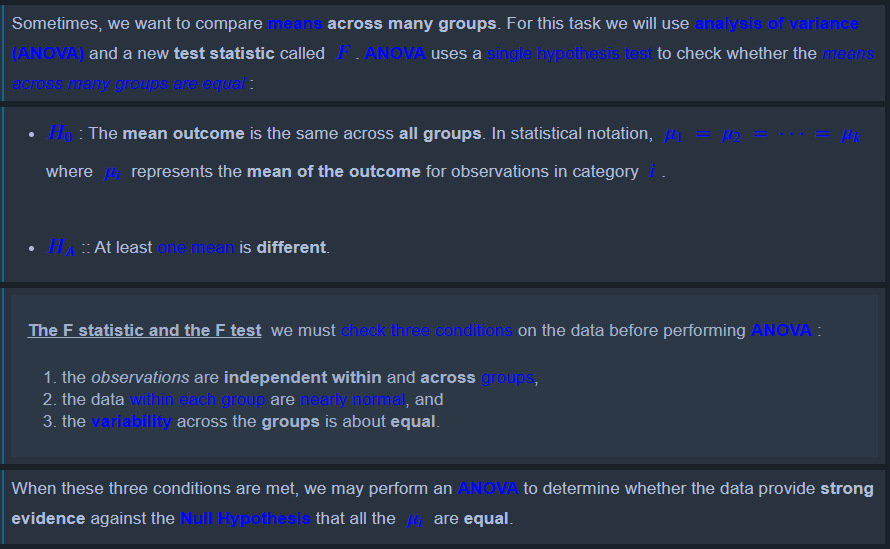 Sometimes, we want to compare means across many groups. For this task we will use analysis of variance
(ANOVA) and a new test statistic called F . ANOVA uses a single hypothesis test to check whether the means
across many groups are equal :
• H₀ : The mean outcome is the same across all groups. In statistical notation, μ₁ = μ₂ = ··· = μₖ
where μᵢ represents the mean of the outcome for observations in category i .
• H_A :: At least one mean is different.
The F statistic and the F test we must check three conditions on the data before performing ANOVA :
1. the observations are independent within and across groups,
2. the data within each group are nearly normal, and
3. the variability across the groups is about equal.
When these three conditions are met, we may perform an ANOVA to determine whether the data provide strong
evidence against the Null Hypothesis that all the μᵢ are equal.